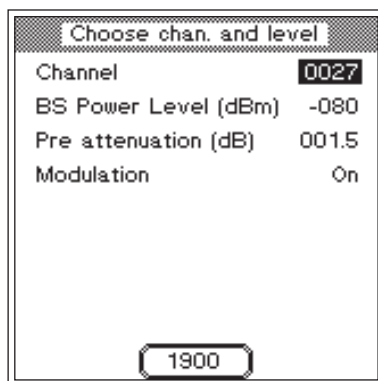 Choose chan. and level
Channel 0027
BS Power Level (dBm) -080
Pre attenuation (dB) 001.5
Modulation On
1900